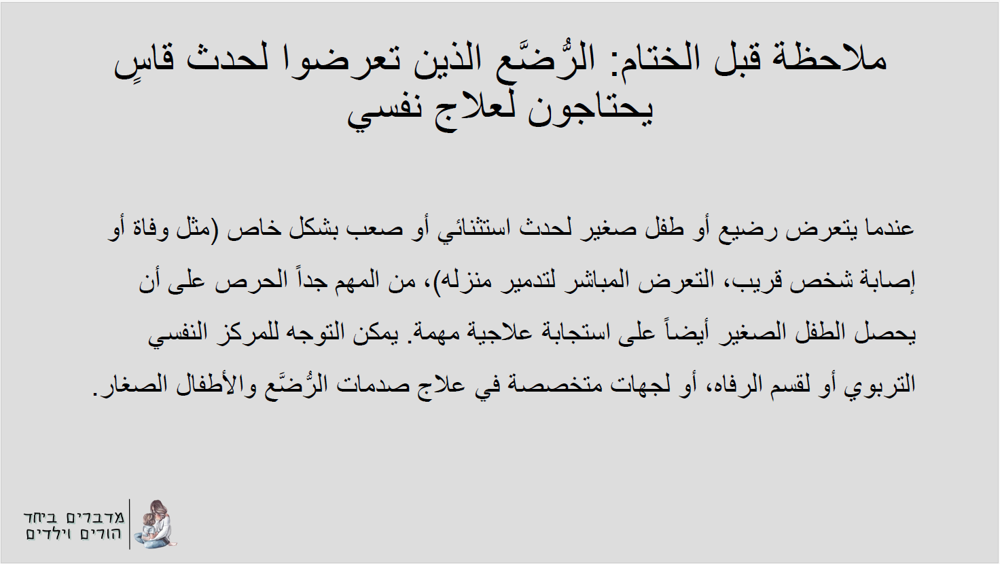 ملاحظة قبل الختام: الرُّضَّع الذين تعرضوا لحدث قاسٍ
يحتاجون لعلاج نفسي
عندما يتعرض رضيع أو طفل صغير لحدث استثنائي أو صعب بشكل خاص (مثل وفاة أو
إصابة شخص قريب، التعرض المباشر لتدمير منزله)، من المهم جداً الحرص على أن
يحصل الطفل الصغير أيضاً على استجابة علاجية مهمة. يمكن التوجه للمركز النفسي
التربوي أو لقسم الرفاه، أو لجهات متخصصة في علاج صدمات الرُّضَّع والأطفال الصغار.
מדברים ביחד
הורים וילדים